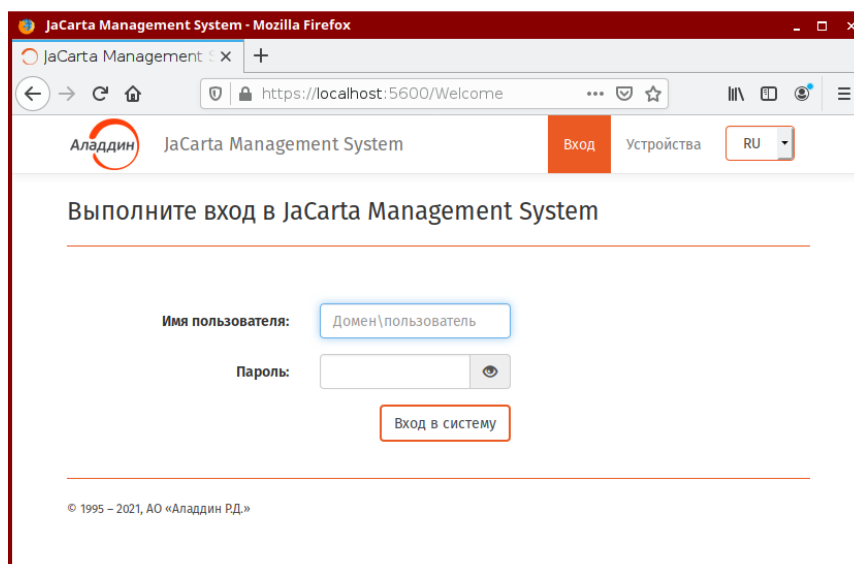 JaCarta Management System - Mozilla Firefox
JaCarta Management S
https://localhost:5600/Welcome
Аладдин JaCarta Management System Вход Устройства RU
Выполните вход в JaCarta Management System
Имя пользователя: Домен\пользователь
Пароль:
Вход в систему
© 1995 – 2021, АО «Аладдин Р.Д.»